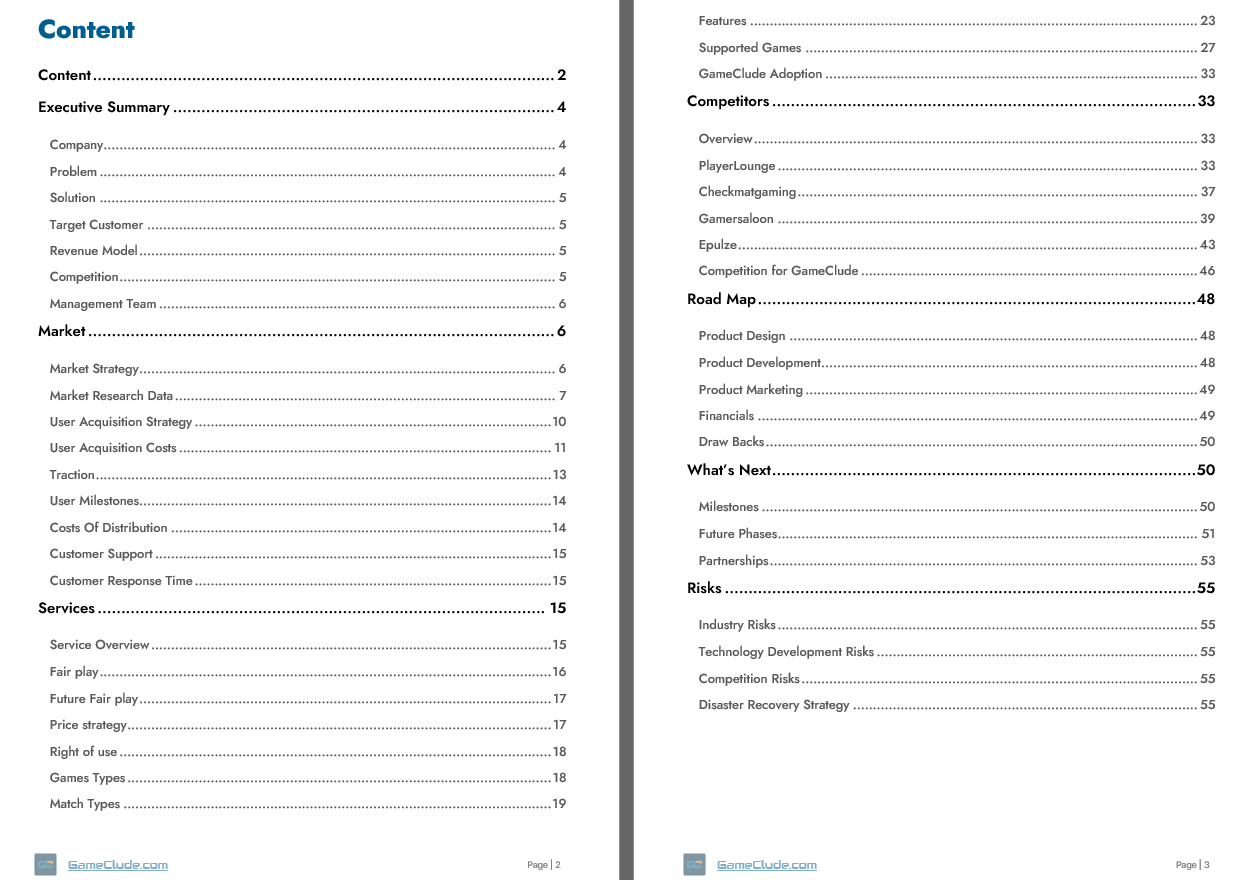 Content
Content 2
Executive Summary 4
Company 4
Problem 4
Solution 5
Target Customer 5
Revenue Model 5
Competition 5
Management Team 6
Market 6
Market Strategy 6
Market Research Data 7
User Acquisition Strategy 10
User Acquisition Costs 11
Traction 13
User Milestones 14
Costs Of Distribution 14
Customer Support 15
Customer Response Time 15
Services 15
Service Overview 15
Fair play 16
Future Fair play 17
Price strategy 17
Right of use 18
Games Types 18
Match Types 19
GameClude.com Page | 2
Features 23
Supported Games 27
GameClude Adoption 33
Competitors 33
Overview 33
PlayerLounge 33
Checkmatgaming 37
Gamersaloon 39
Epulze 43
Competition for GameClude 46
Road Map 48
Product Design 48
Product Development 48
Product Marketing 49
Financials 49
Draw Backs 50
What's Next 50
Milestones 50
Future Phases 51
Partnerships 53
Risks 55
Industry Risks 55
Technology Development Risks 55
Competition Risks 55
Disaster Recovery Strategy 55
GameClude.com Page | 3